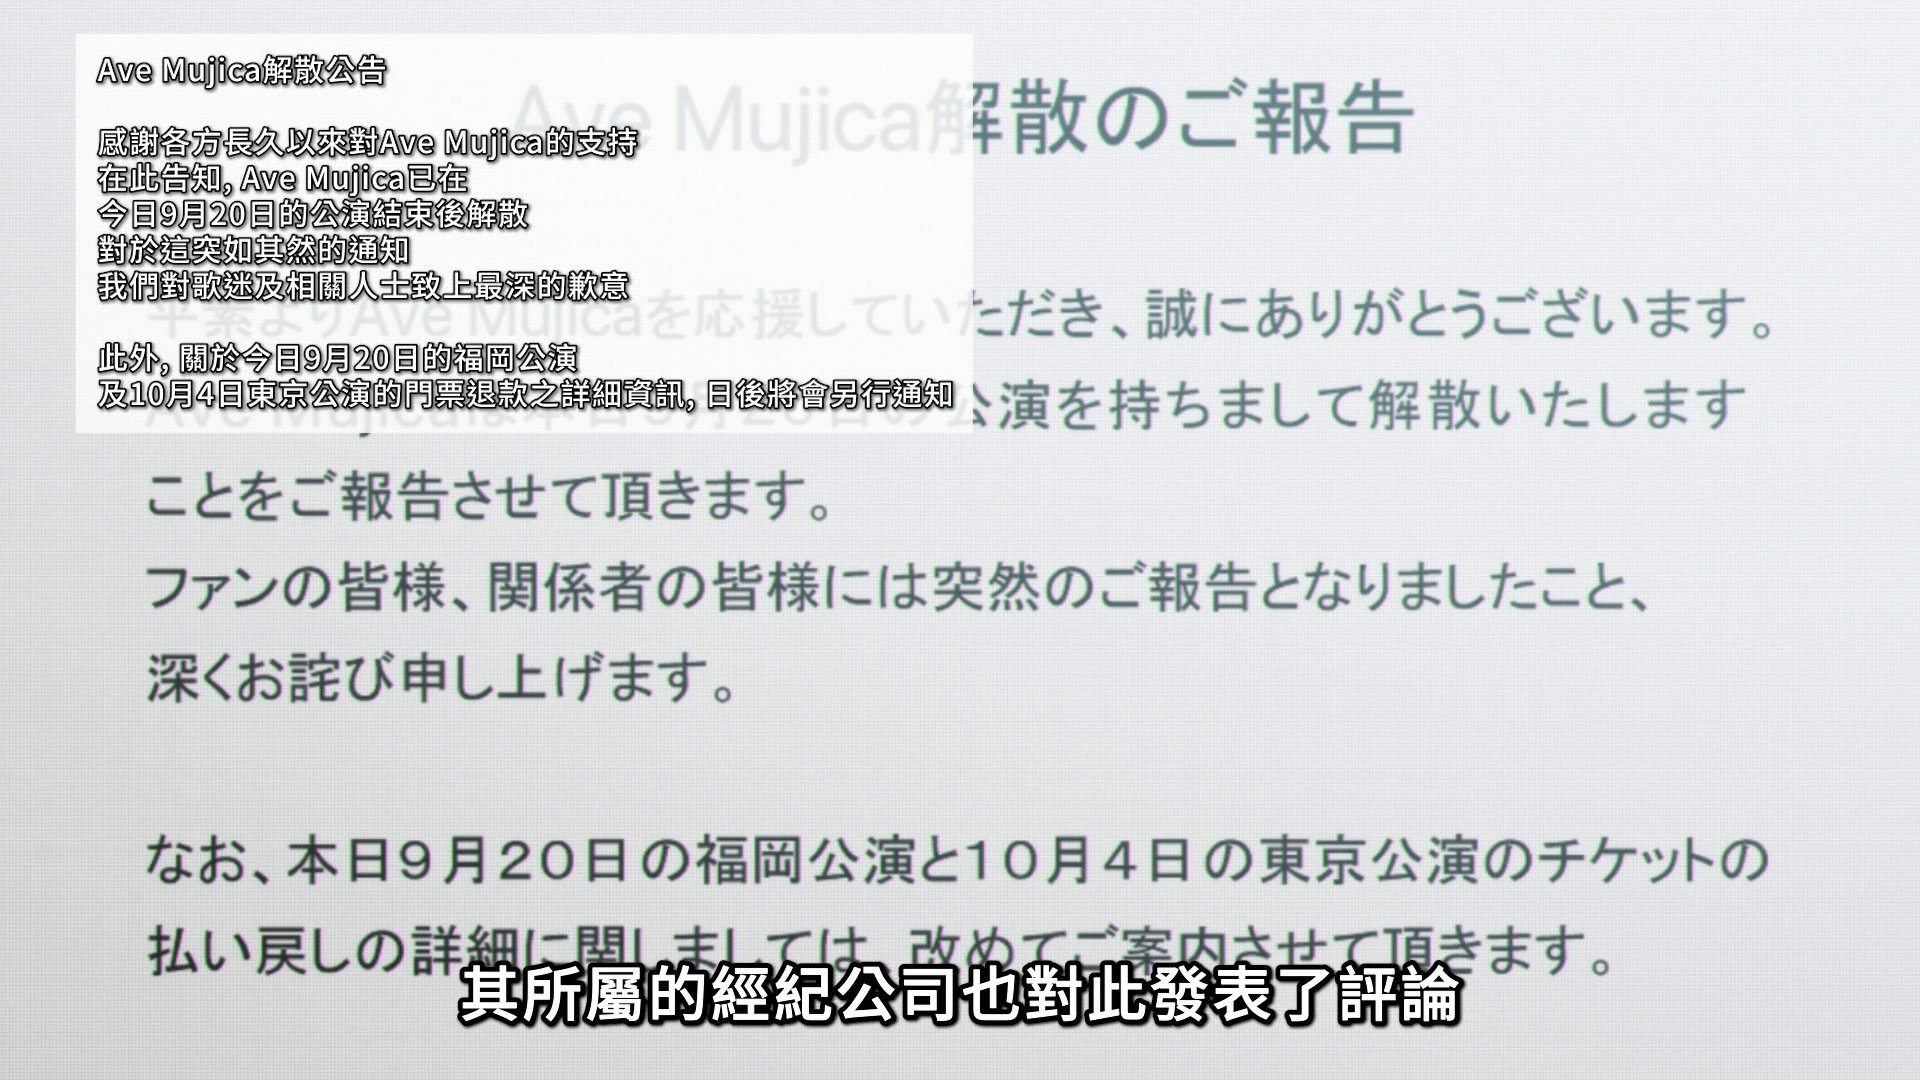 Ave Mujica解散公告
感謝各方長久以來對Ave Mujica的支持
在此告知, Ave Mujica已在
今日9月20日的公演結束後解散
對於這突如其然的通知
我們對歌迷及相關人士致上最深的歉意
此外, 關於今日9月20日的福岡公演
及10月4日東京公演的門票退款之詳細資訊, 日後將會另行通知
Ave Mujica解散のご報告
平素よりAve Mujicaを応援していただき、誠にありがとうございます。
Ave Mujicaは本日9月20日の公演を持ちまして解散いたします
ことをご報告させて頂きます。
ファンの皆様、関係者の皆様には突然のご報告となりましたこと、
深くお詫び申し上げます。
なお、本日９月２０日の福岡公演と１０月４日の東京公演のチケットの
払い戻しの詳細に関しましては、改めてご案内させて頂きます。
其所屬的經紀公司也對此發表了評論